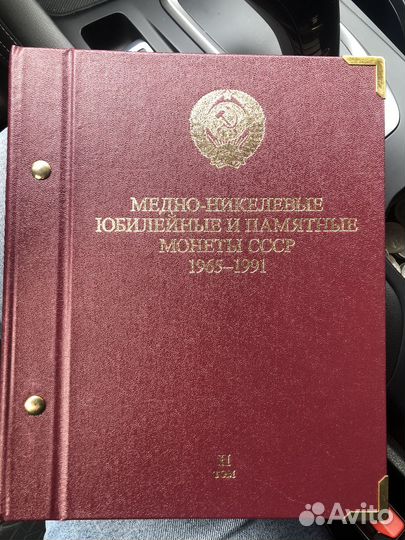 МЕДНО-НИКЕЛЕВЫЕ
ЮБИЛЕЙНЫЕ И ПАМЯТНЫЕ
МОНЕТЫ СССР
1965–1991
II
ТОМ
Avito